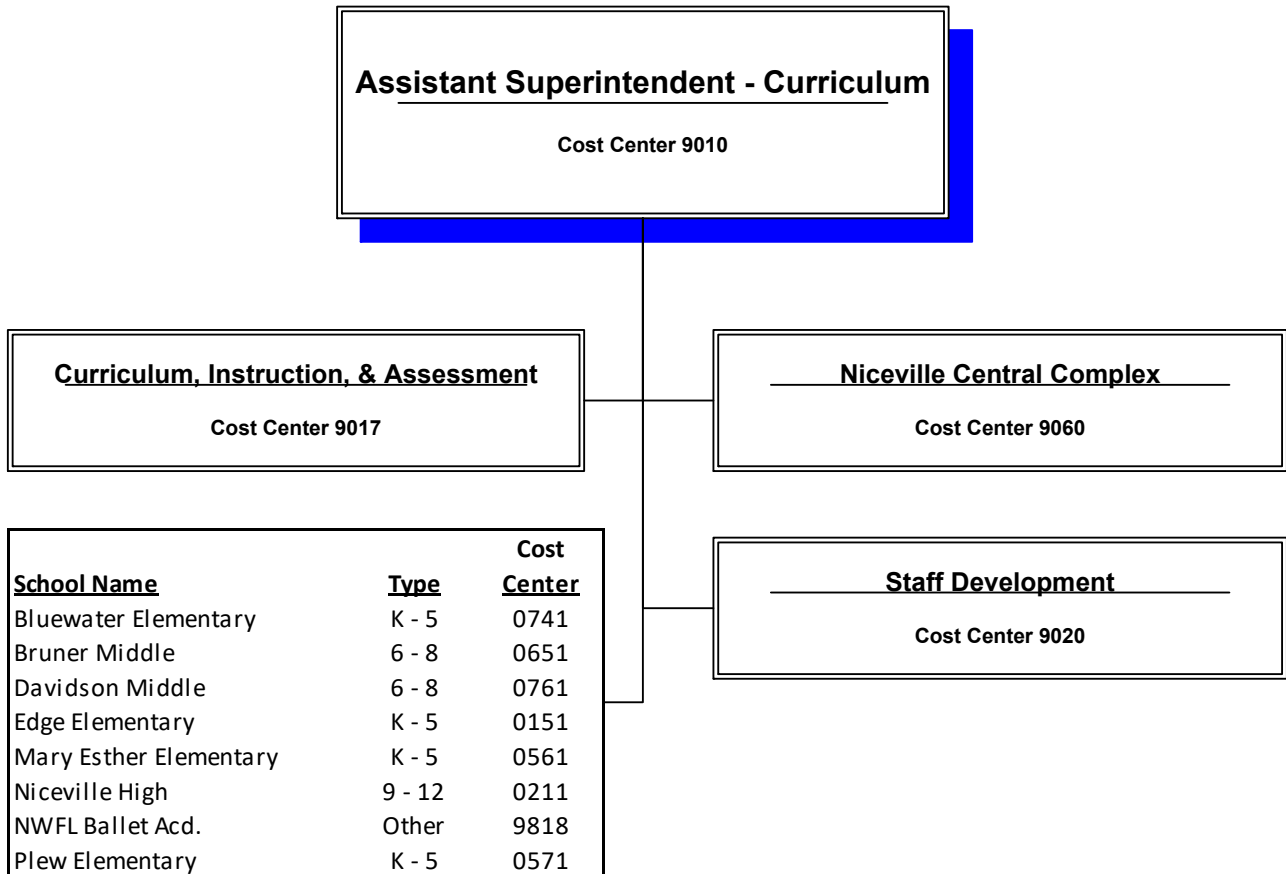 Assistant Superintendent - Curriculum
Cost Center 9010
Curriculum, Instruction, & Assessment
Cost Center 9017
Niceville Central Complex
Cost Center 9060
Cost
School Name Type Center
Bluewater Elementary K - 5 0741
Bruner Middle 6 - 8 0651
Davidson Middle 6 - 8 0761
Edge Elementary K - 5 0151
Mary Esther Elementary K - 5 0561
Niceville High 9 - 12 0211
NWFL Ballet Acd. Other 9818
Plew Elementary K - 5 0571
Staff Development
Cost Center 9020